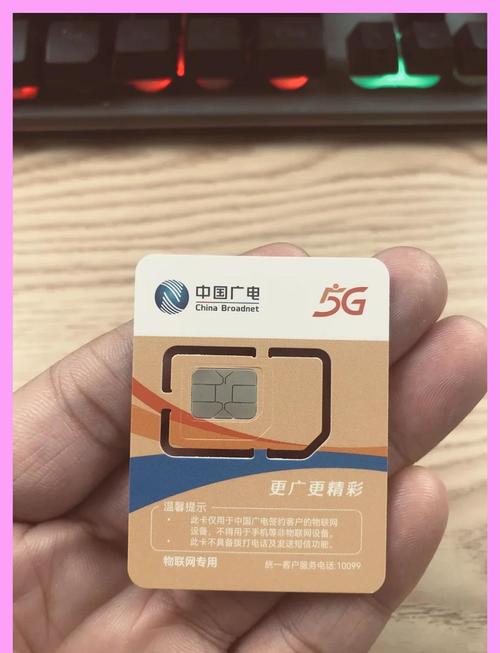 中国广电
China Broadnet
5G
更广更精彩
温馨提示
• 此卡仅用于中国广电签约客户的物联网
设备,不得用于手机等非物联网设备。
• 此卡不具备拨打电话及发送短信功能。
物联网专用
统一客户服务电话:10099